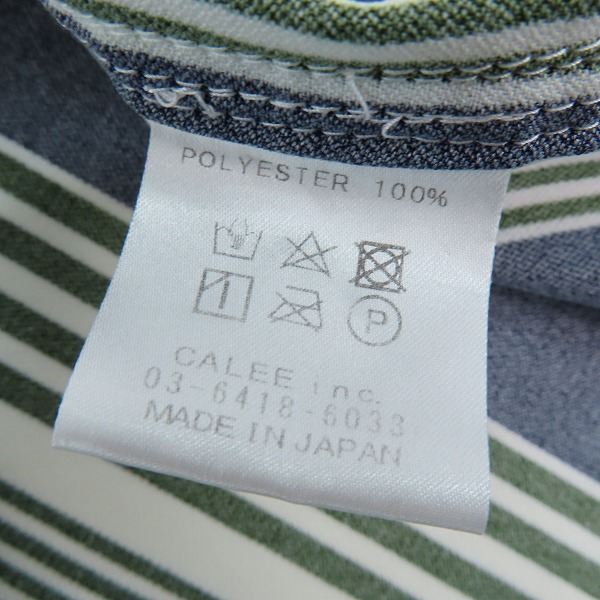 POLYESTER 100%
P
CALEE inc.
03-6418-6033
MADE IN JAPAN